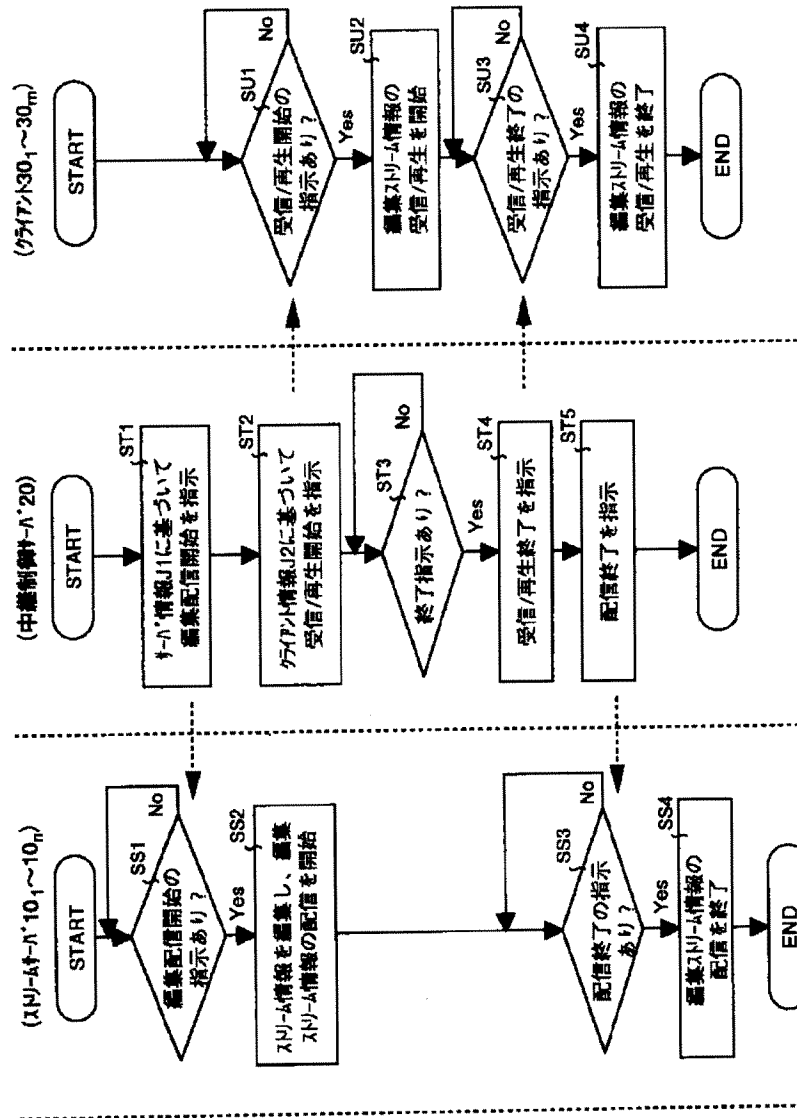 (ストリームサーバ10₁～10ₙ)
START
SS1
編集配信開始の
指示あり？
No
Yes
SS2
ストリーム情報を編集し、編集
ストリーム情報の配信を開始
SS3
配信終了の指示
あり？
No
Yes
SS4
編集ストリーム情報の
配信を終了
END
(中継制御サーバ20)
START
ST1
サーバ情報J1に基づいて
編集配信開始を指示
ST2
クライアント情報J2に基づいて
受信/再生開始を指示
ST3
終了指示あり？
No
Yes
ST4
受信/再生終了を指示
ST5
配信終了を指示
END
(クライアント30₁～30ₘ)
START
SU1
受信/再生開始の
指示あり？
No
Yes
SU2
編集ストリーム情報の
受信/再生を開始
SU3
受信/再生終了の
指示あり？
No
Yes
SU4
編集ストリーム情報の
受信/再生を終了
END